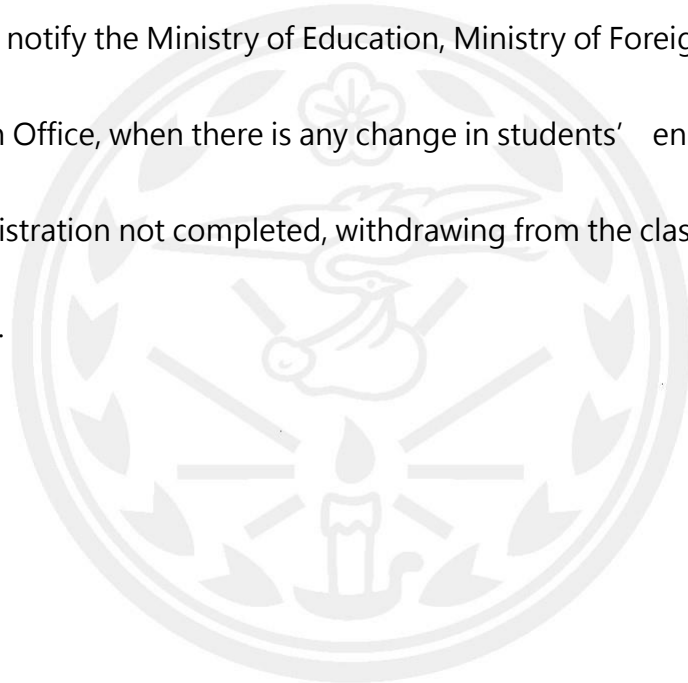 notify the Ministry of Education, Ministry of Foreig
n Office, when there is any change in students’ en
istration not completed, withdrawing from the clas
.